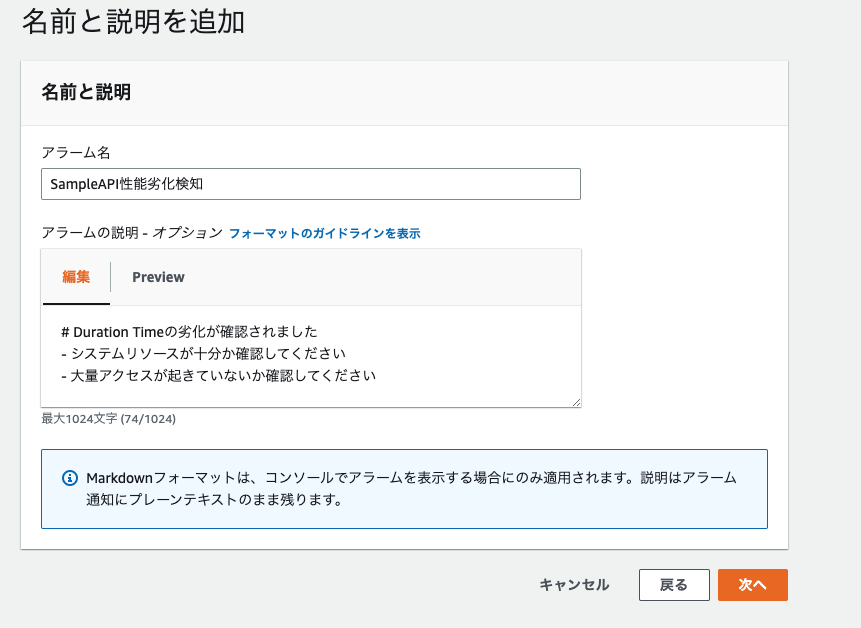 名前と説明を追加
名前と説明
アラーム名
SampleAPI性能劣化検知
アラームの説明 - オプション フォーマットのガイドラインを表示
編集 Preview
# Duration Timeの劣化が確認されました
- システムリソースが十分か確認してください
- 大量アクセスが起きていないか確認してください
最大1024文字 (74/1024)
Markdownフォーマットは、コンソールでアラームを表示する場合にのみ適用されます。説明はアラーム
通知にプレーンテキストのまま残ります。
キャンセル 戻る 次へ